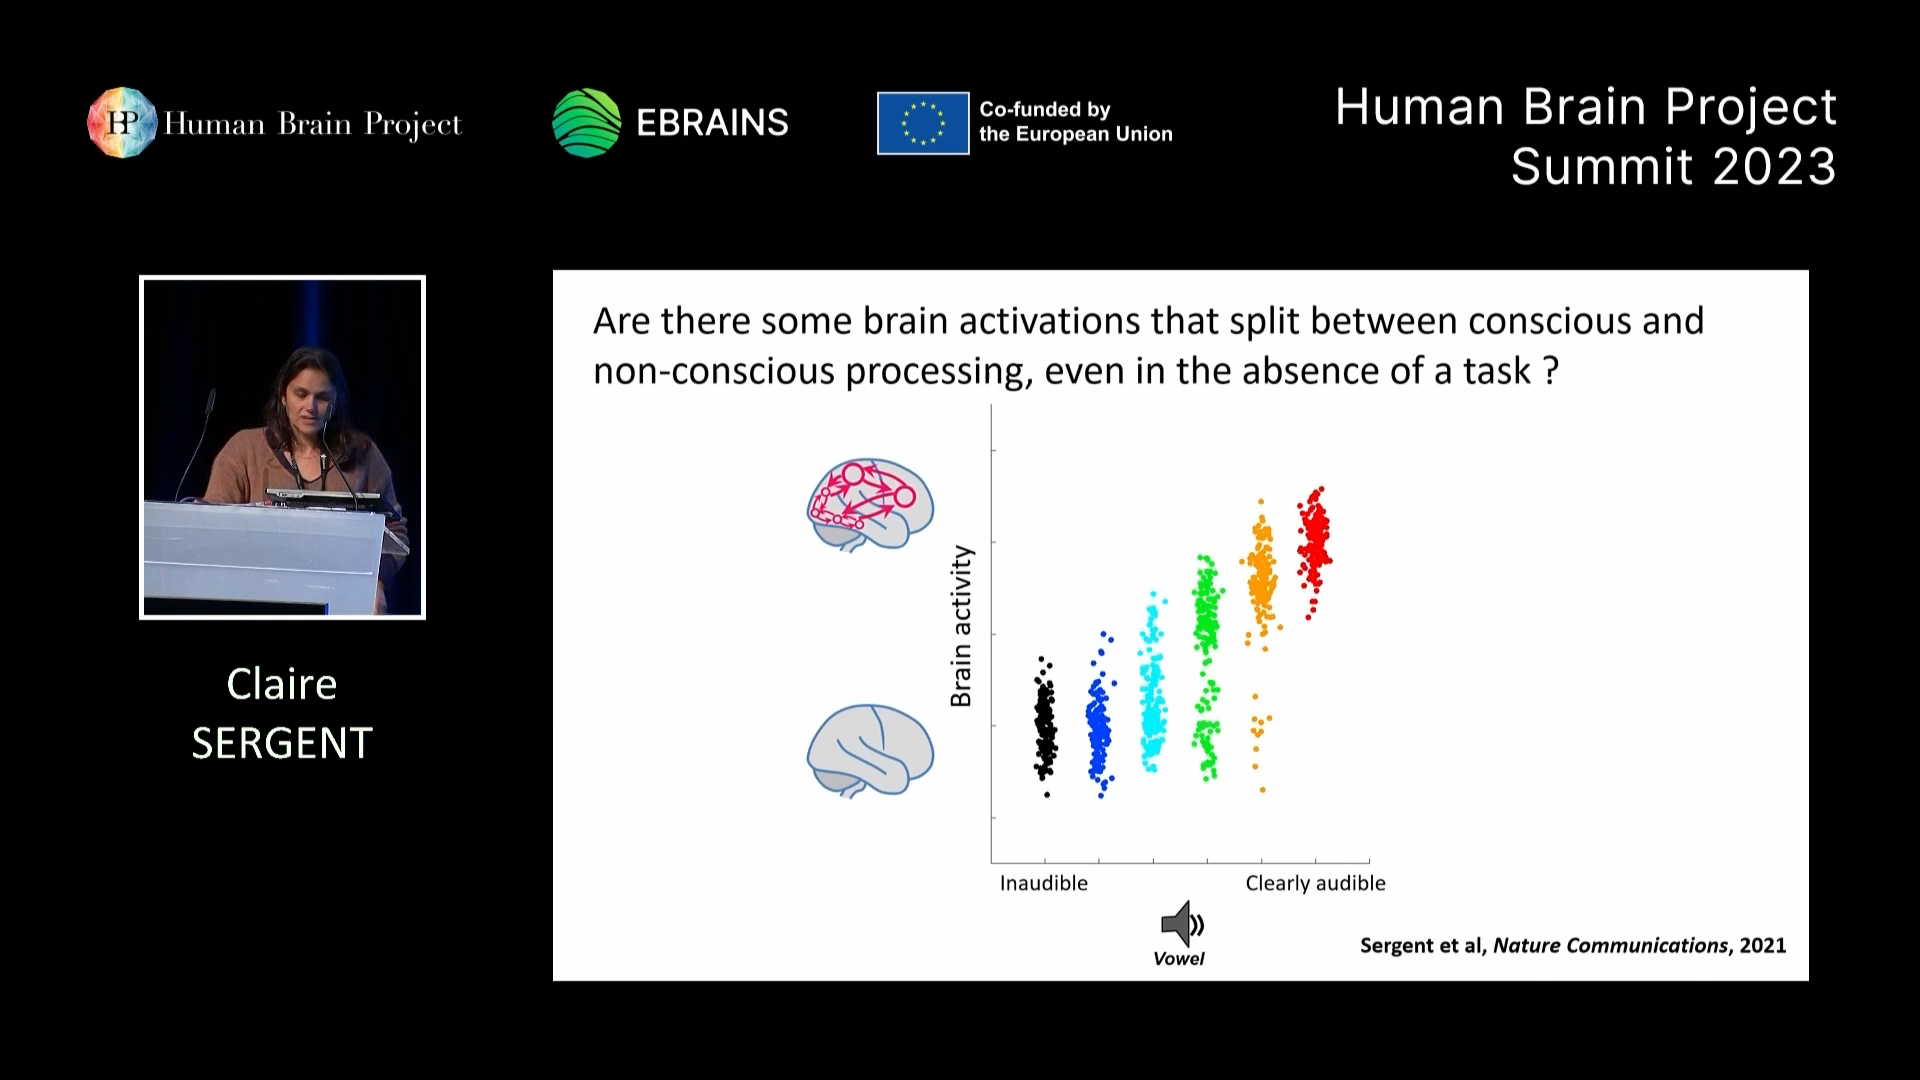 HP Human Brain Project
EBRAINS
Co-funded by
the European Union
Human Brain Project
Summit 2023
Claire
SERGENT
Are there some brain activations that split between conscious and
non-conscious processing, even in the absence of a task ?
Brain activity
Inaudible
Clearly audible
Vowel
Sergent et al, Nature Communications, 2021